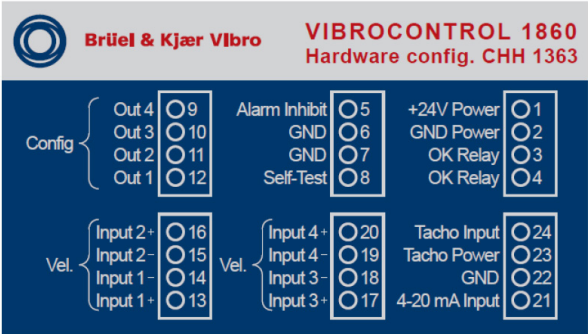 Brüel & Kjær Vibro
VIBROCONTROL 1860
Hardware config. CHH 1363
Config
Out 4 9
Out 3 10
Out 2 11
Out 1 12
Alarm Inhibit 5
GND 6
GND 7
Self-Test 8
+24V Power 1
GND Power 2
OK Relay 3
OK Relay 4
Vel.
Input 2+ 16
Input 2- 15
Input 1- 14
Input 1+ 13
Vel.
Input 4+ 20
Input 4- 19
Input 3- 18
Input 3+ 17
Tacho Input 24
Tacho Power 23
GND 22
4-20 mA Input 21